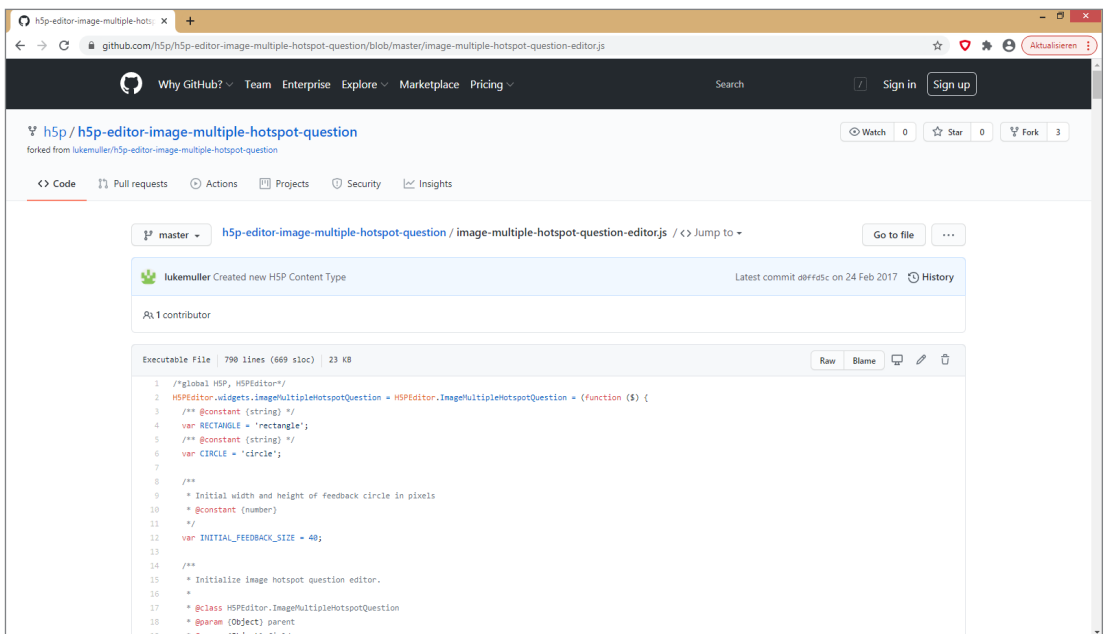 h5p-editor-image-multiple-hots
github.com/h5p/h5p-editor-image-multiple-hotspot-question/blob/master/image-multiple-hotspot-question-editor.js
Aktualisieren
Why GitHub? Team Enterprise Explore Marketplace Pricing Search / Sign in Sign up
h5p / h5p-editor-image-multiple-hotspot-question
Watch 0 Star 0 Fork 3
forked from lukemuller/h5p-editor-image-multiple-hotspot-question
<> Code Pull requests Actions Projects Security Insights
master h5p-editor-image-multiple-hotspot-question / image-multiple-hotspot-question-editor.js / <> Jump to Go to file ...
lukemuller Created new H5P Content Type Latest commit d0ffd5c on 24 Feb 2017 History
1 contributor
Executable File 790 lines (669 sloc) 23 KB Raw Blame
1 /*global H5P, H5PEditor*/
2 H5PEditor.widgets.imageMultipleHotspotQuestion = H5PEditor.ImageMultipleHotspotQuestion = (function ($) {
3 /** @constant {string} */
4 var RECTANGLE = 'rectangle';
5 /** @constant {string} */
6 var CIRCLE = 'circle';
7
8 /**
9 * Initial width and height of feedback circle in pixels
10 * @constant {number}
11 */
12 var INITIAL_FEEDBACK_SIZE = 40;
13
14 /**
15 * Initialize image hotspot question editor.
16 *
17 * @class H5PEditor.ImageMultipleHotspotQuestion
18 * @param {Object} parent